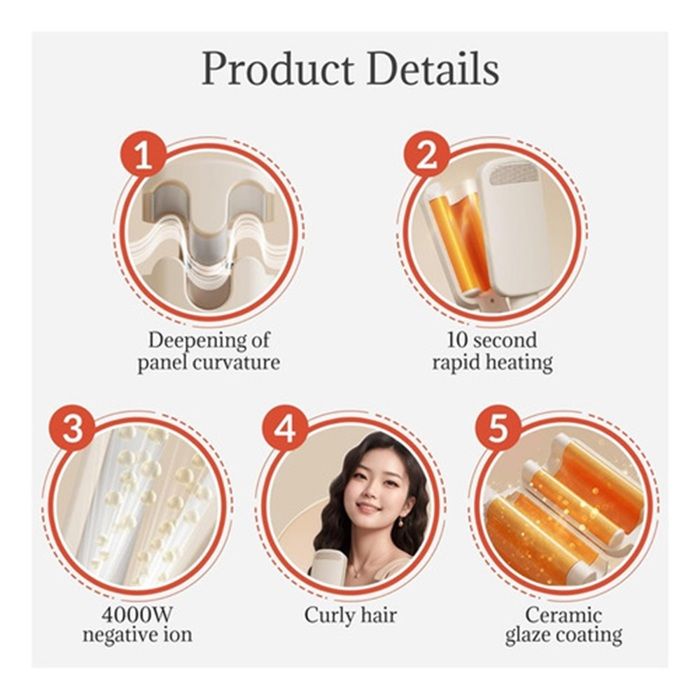 Product Details
1
2
Deepening of
panel curvature
10 second
rapid heating
3
4
5
4000W
negative ion
Curly hair
Ceramic
glaze coating